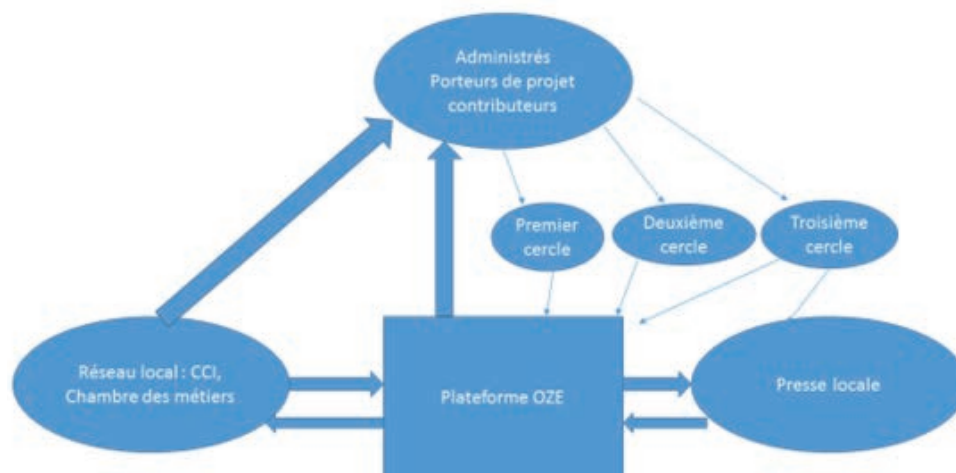 Administrés
Porteurs de projet
contributeurs
Premier
cercle
Deuxième
cercle
Troisième
cercle
Réseau local : CCI,
Chambre des métiers
Plateforme OZE
Presse locale